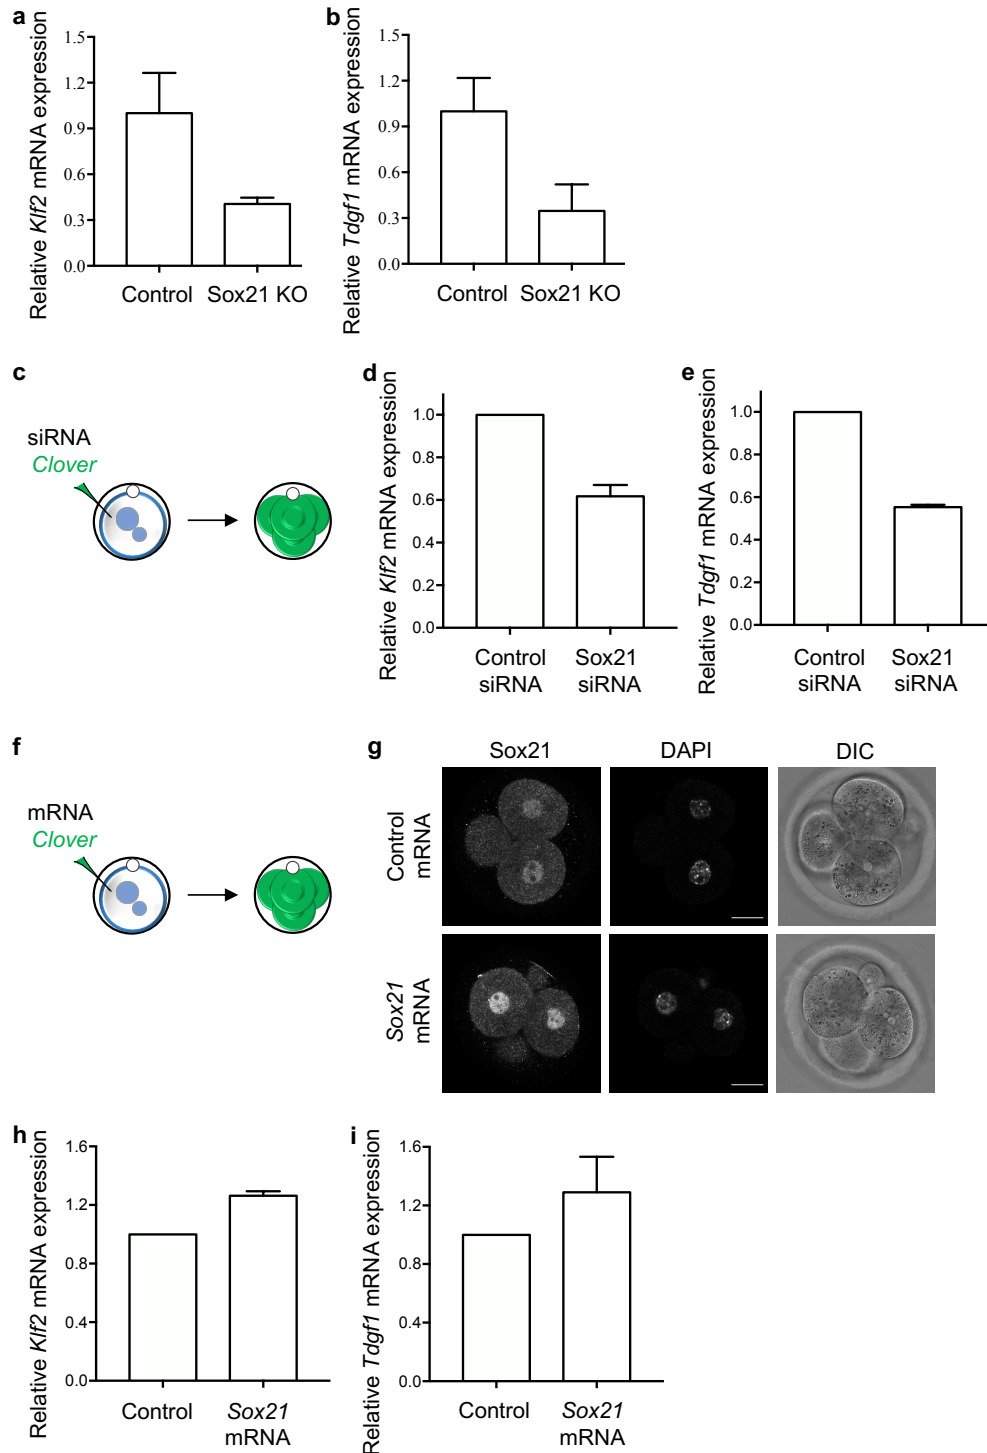 a
Relative Klf2 mRNA expression
1.5
1.2
0.9
0.6
0.3
0.0
Control
Sox21 KO
b
Relative Tdgf1 mRNA expression
1.5
1.2
0.9
0.6
0.3
0.0
Control
Sox21 KO
c
siRNA
Clover
d
Relative Klf2 mRNA expression
1.0
0.8
0.6
0.4
0.2
0.0
Control
siRNA
Sox21
siRNA
e
Relative Tdgf1 mRNA expression
1.0
0.8
0.6
0.4
0.2
0.0
Control
siRNA
Sox21
siRNA
f
mRNA
Clover
g
Sox21
DAPI
DIC
Control
mRNA
Sox21
mRNA
h
Relative Klf2 mRNA expression
1.6
1.2
0.8
0.4
0.0
Control
Sox21
mRNA
i
Relative Tdgf1 mRNA expression
1.6
1.2
0.8
0.4
0.0
Control
Sox21
mRNA